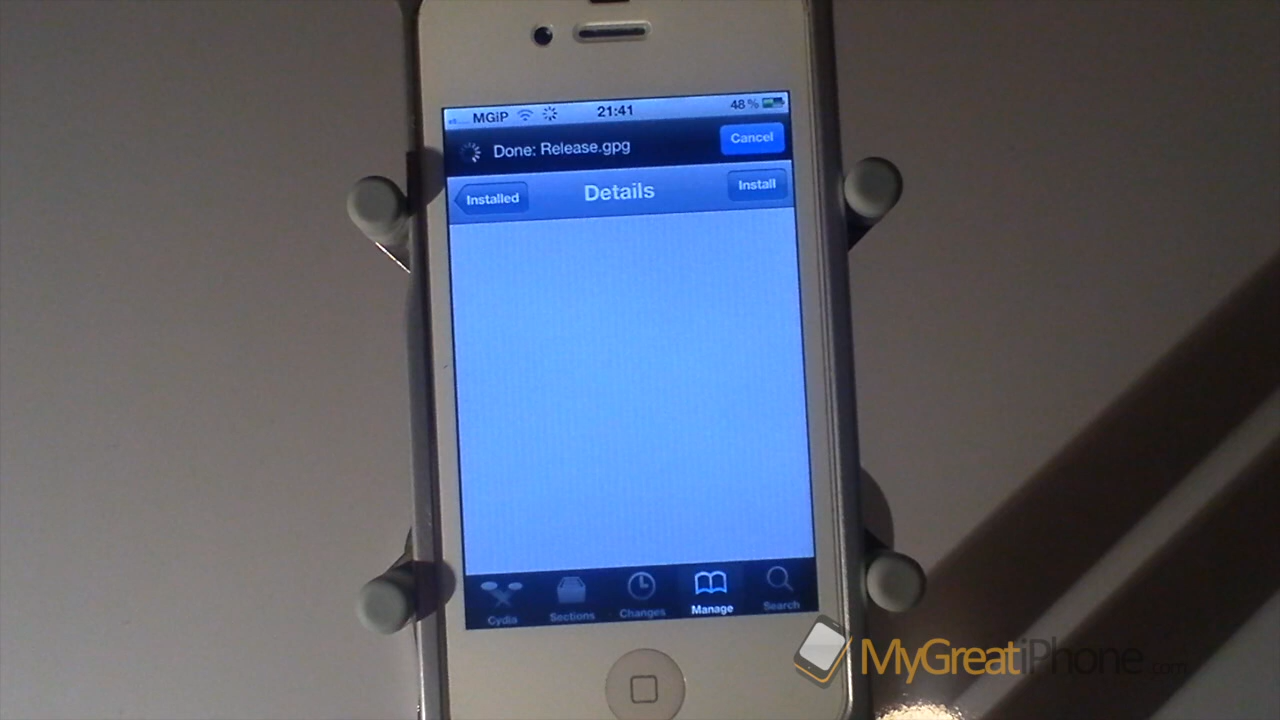 MGiP 21:41 48%
Done: Release.gpg Cancel
Installed Details Install
Cydia Sections Changes Manage Search
MyGreatiPhone.com